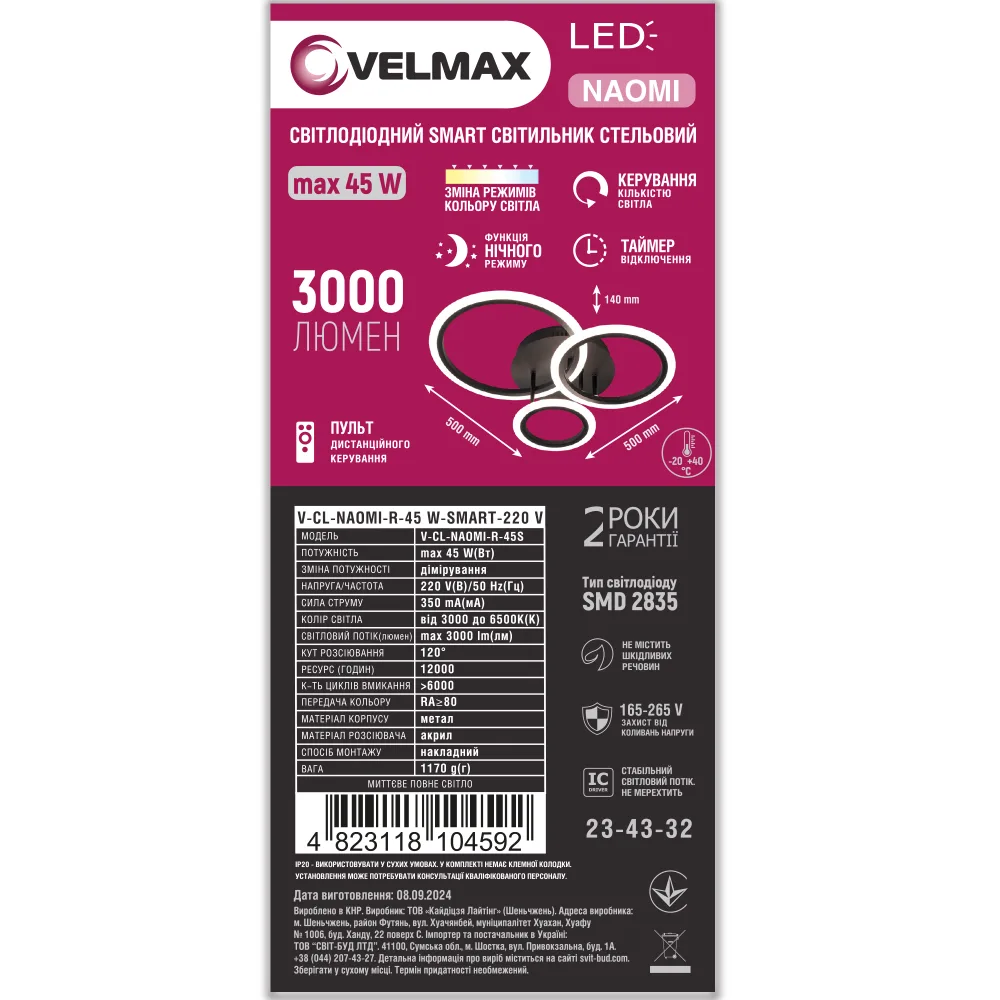 VELMAX
LED
NAOMI
СВІТЛОДІОДНИЙ SMART СВІТИЛЬНИК СТЕЛЬОВИЙ
max 45 W
ЗМІНА РЕЖИМІВ
КОЛЬОРУ СВІТЛА
КЕРУВАННЯ
КІЛЬКІСТЮ
СВІТЛА
ФУНКЦІЯ
НІЧНОГО
РЕЖИМУ
ТАЙМЕР
ВІДКЛЮЧЕННЯ
3000
ЛЮМЕН
140 mm
500 mm
500 mm
ПУЛЬТ
ДИСТАНЦІЙНОГО
КЕРУВАННЯ
-20 +40
°C
V-CL-NAOMI-R-45 W-SMART-220 V
МОДЕЛЬ V-CL-NAOMI-R-45S
ПОТУЖНІСТЬ max 45 W(Вт)
ЗМІНА ПОТУЖНОСТІ дімірування
НАПРУГА/ЧАСТОТА 220 V(В)/50 Hz(Гц)
СИЛА СТРУМУ 350 mA(мА)
КОЛІР СВІТЛА від 3000 до 6500K(К)
СВІТЛОВИЙ ПОТІК(люмен) max 3000 lm(лм)
КУТ РОЗСІЮВАННЯ 120°
РЕСУРС (ГОДИН) 12000
К-ТЬ ЦИКЛІВ ВМИКАННЯ >6000
ПЕРЕДАЧА КОЛЬОРУ RA≥80
МАТЕРІАЛ КОРПУСУ метал
МАТЕРІАЛ РОЗСІЮВАЧА акрил
СПОСІБ МОНТАЖУ накладний
ВАГА 1170 g(г)
МИТТЄВЕ ПОВНЕ СВІТЛО
4 823118 104592
2 РОКИ
ГАРАНТІЇ
Тип світлодіоду
SMD 2835
НЕ МІСТИТЬ
ШКІДЛИВИХ
РЕЧОВИН
165-265 V
ЗАХИСТ ВІД
КОЛИВАНЬ НАПРУГИ
IC
DRIVER
СТАБІЛЬНИЙ
СВІТЛОВИЙ ПОТІК.
НЕ МЕРЕХТИТЬ
23-43-32
IP20 - ВИКОРИСТОВУВАТИ У СУХИХ УМОВАХ. У КОМПЛЕКТІ НЕМАЄ КЛЕМНОЇ КОЛОДКИ.
УСТАНОВЛЕННЯ МОЖЕ ПОТРЕБУВАТИ КОНСУЛЬТАЦІЇ КВАЛІФІКОВАНОГО ПЕРСОНАЛУ.
Дата виготовлення: 08.09.2024
Вироблено в КНР. Виробник: ТОВ «Кайдіцзя Лайтінг» (Шеньчжень). Адреса виробника:
м. Шеньчжень, район Футянь, вул. Хуачянбей, муніципалітет Хуахан, Хуафу
№ 1006, буд. Ханду, 22 поверх С. Імпортер та постачальник в Україні:
ТОВ "СВІТ-БУД ЛТД". 41100, Сумська обл., м. Шостка, вул. Привокзальна, буд. 1А.
+38 (044) 207-43-27. Детальна інформація про виріб міститься на сайті svit-bud.com.
Зберігати у сухому місці. Термін придатності необмежений.